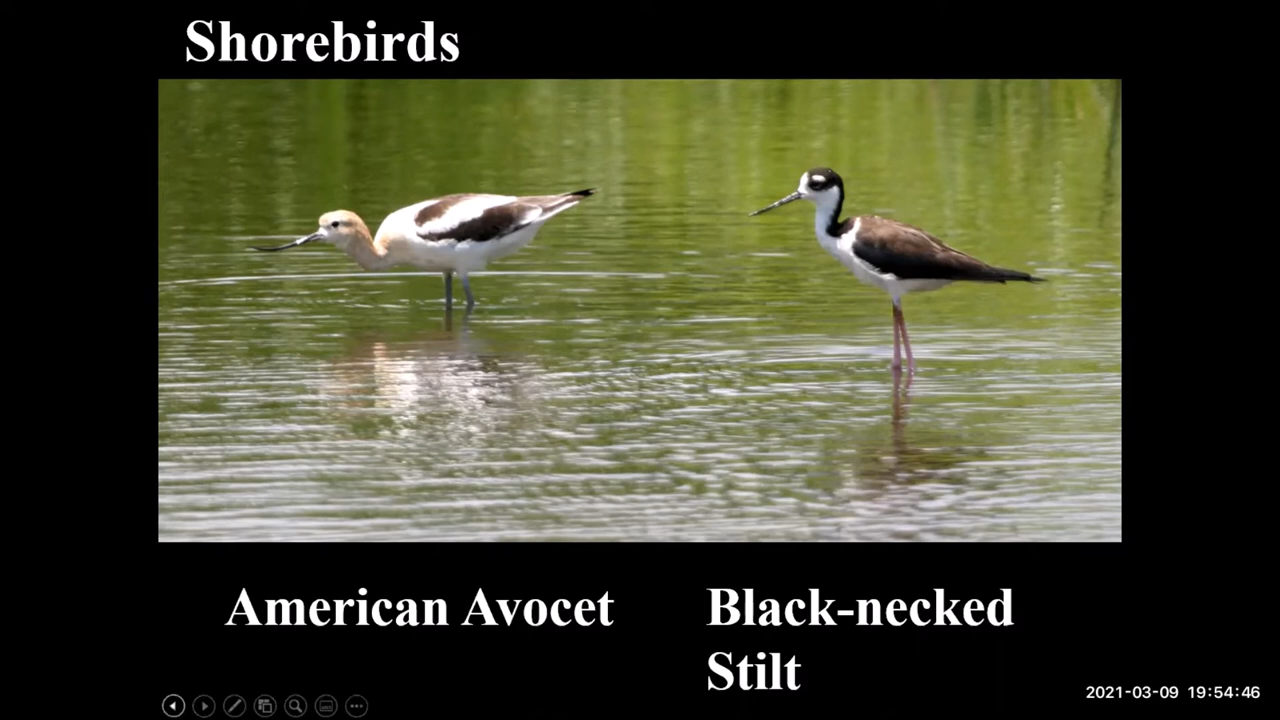 Shorebirds
American Avocet
Black-necked
Stilt
2021-03-09 19:54:46